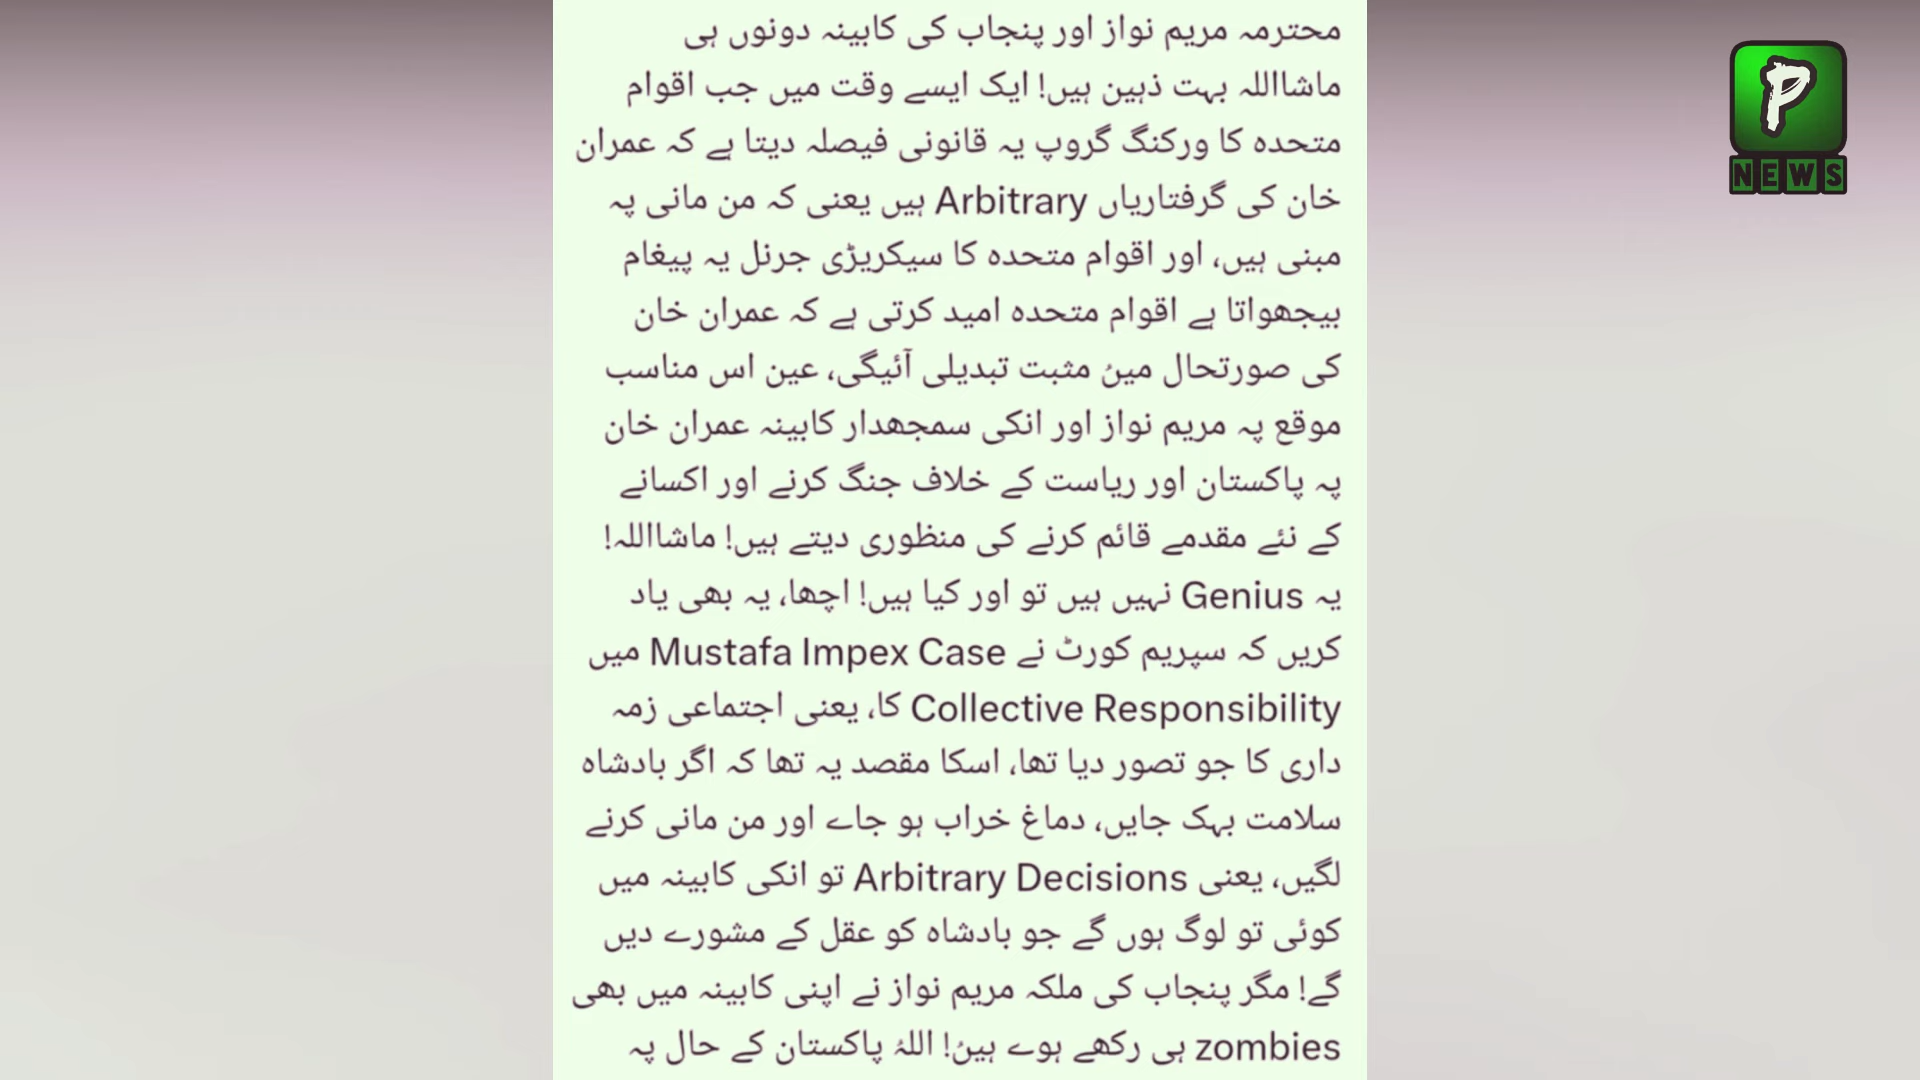 محترمہ مریم نواز اور پنجاب کی کابینہ دونوں ہی
ماشااللہ بہت ذہین ہیں! ایک ایسے وقت میں جب اقوام
متحدہ کا ورکنگ گروپ یہ قانونی فیصلہ دیتا ہے کہ عمران
خان کی گرفتاریاں Arbitrary ہیں یعنی کہ من مانی پہ
مبنی ہیں، اور اقوام متحدہ کا سیکریڑی جرنل یہ پیغام
بیجھواتا ہے اقوام متحدہ امید کرتی ہے کہ عمران خان
کی صورتحال میںُ مثبت تبدیلی آئیگی، عین اس مناسب
موقع پہ مریم نواز اور انکی سمجھدار کابینہ عمران خان
پہ پاکستان اور ریاست کے خلاف جنگ کرنے اور اکسانے
کے نئے مقدمے قائم کرنے کی منظوری دیتے ہیں! ماشااللہ!
یہ Genius نہیں ہیں تو اور کیا ہیں! اچھا، یہ بھی یاد
کریں کہ سپریم کورٹ نے Mustafa Impex Case میں
Collective Responsibility کا، یعنی اجتماعی زمہ
داری کا جو تصور دیا تھا، اسکا مقصد یہ تھا کہ اگر بادشاہ
سلامت بہک جایں، دماغ خراب ہو جاے اور من مانی کرنے
لگیں، یعنی Arbitrary Decisions تو انکی کابینہ میں
کوئی تو لوگ ہوں گے جو بادشاہ کو عقل کے مشورے دیں
گے! مگر پنجاب کی ملکہ مریم نواز نے اپنی کابینہ میں بھی
zombies ہی رکھے ہوے ہیںُ! اللہُ پاکستان کے حال پہ
P
NEWS